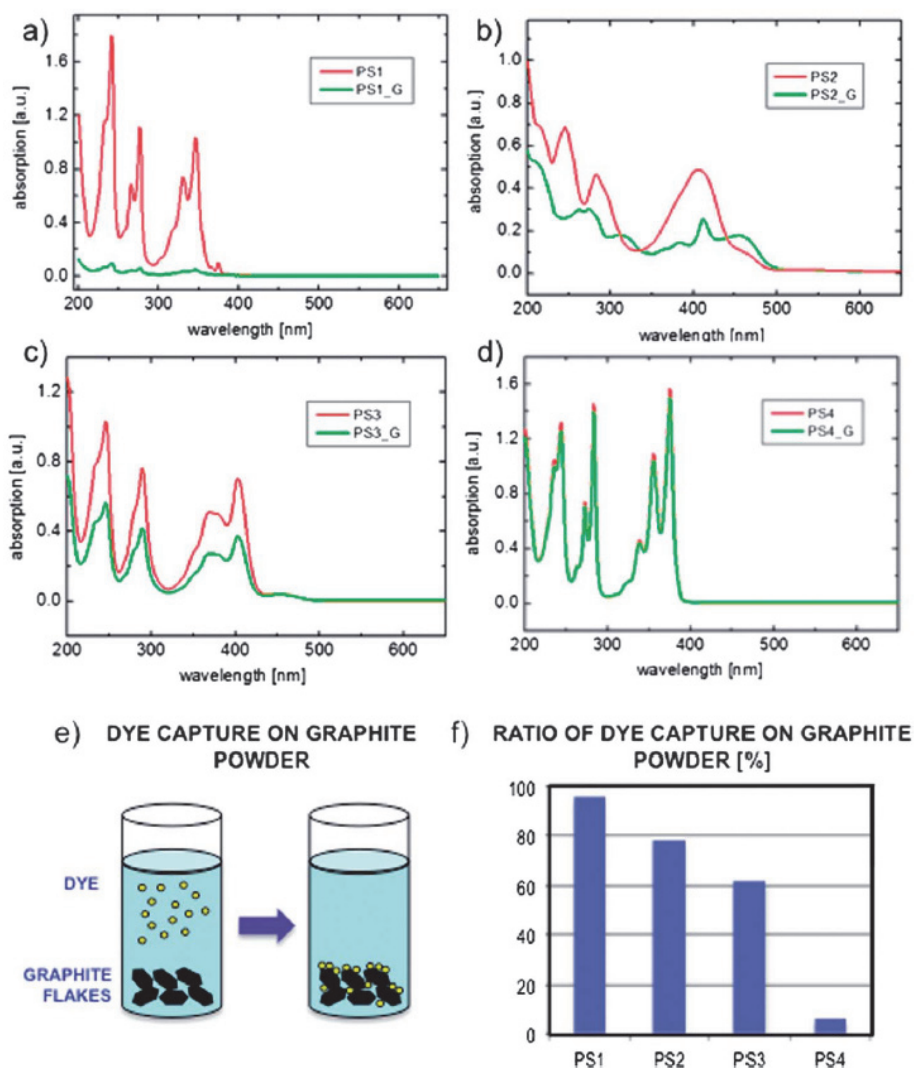 a)
absorption [a.u.]
1.6
1.2
0.8
0.4
0.0
PS1
PS1_G
200 300 400 500 600
wavelength [nm]
b)
absorption [a.u.]
1.0
0.8
0.6
0.4
0.2
0.0
PS2
PS2_G
200 300 400 500 600
wavelength [nm]
c)
absorption [a.u.]
1.2
0.8
0.4
0.0
PS3
PS3_G
200 300 400 500 600
wavelength [nm]
d)
absorption [a.u.]
1.6
1.2
0.8
0.4
0.0
PS4
PS4_G
200 300 400 500 600
wavelength [nm]
e) DYE CAPTURE ON GRAPHITE
POWDER
DYE
GRAPHITE
FLAKES
f) RATIO OF DYE CAPTURE ON GRAPHITE
POWDER [%]
100
80
60
40
20
0
PS1 PS2 PS3 PS4